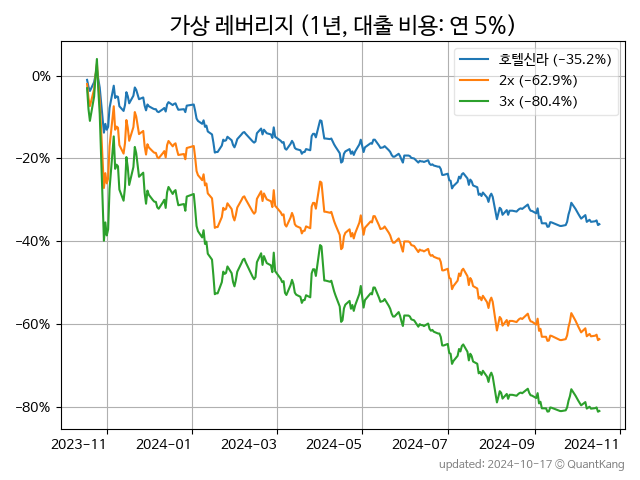 가상 레버리지 (1년, 대출 비용: 연 5%)
호텔신라 (−35.2%)
2x (−62.9%)
3x (−80.4%)
0%
−20%
−40%
−60%
−80%
2023−11 2024−01 2024−03 2024−05 2024−07 2024−09 2024−11
updated: 2024-10-17 © QuantKang